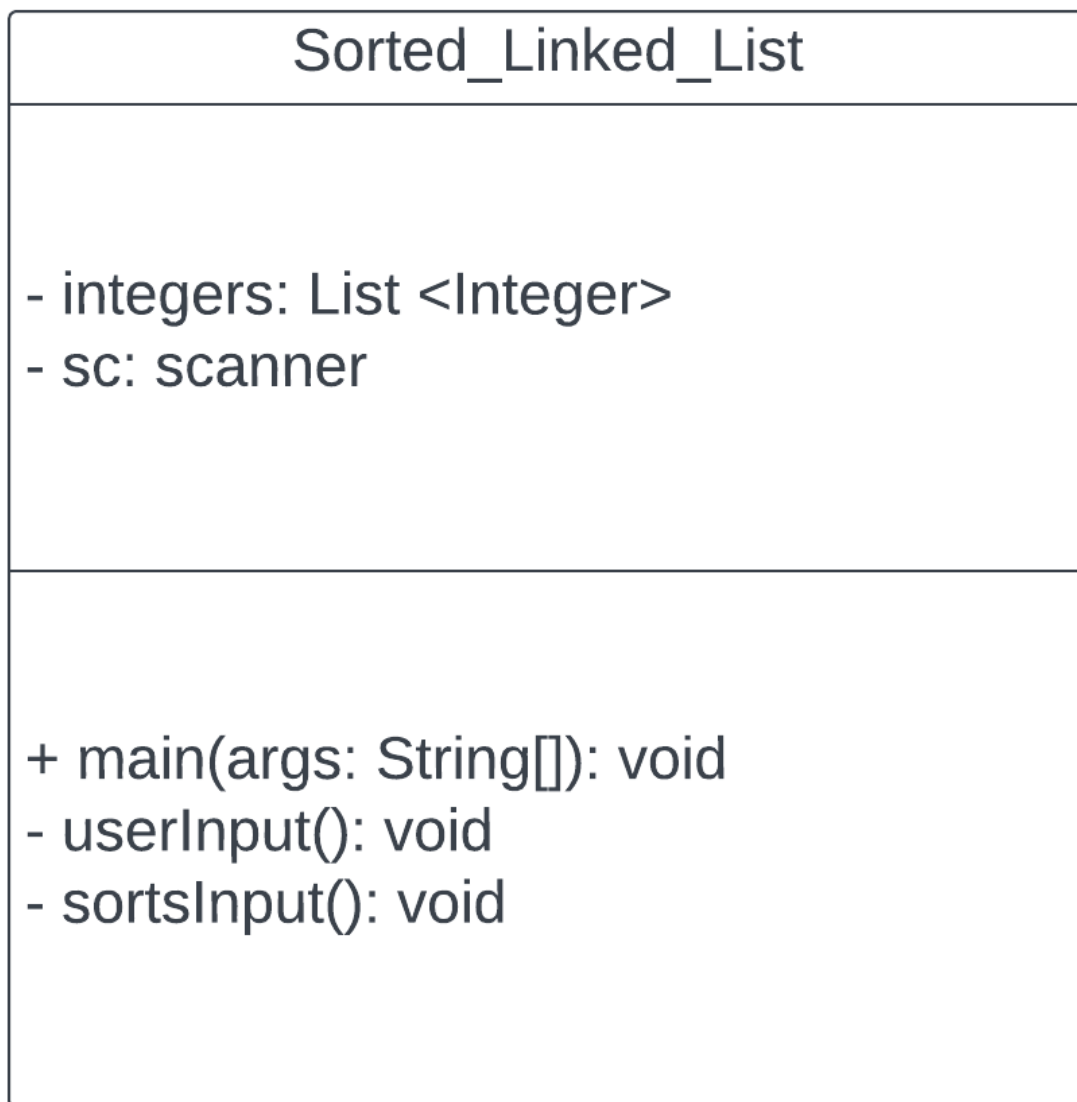 Sorted_Linked_List
- integers: List <Integer>
- sc: scanner
+ main(args: String[]): void
- userInput(): void
- sortsInput(): void